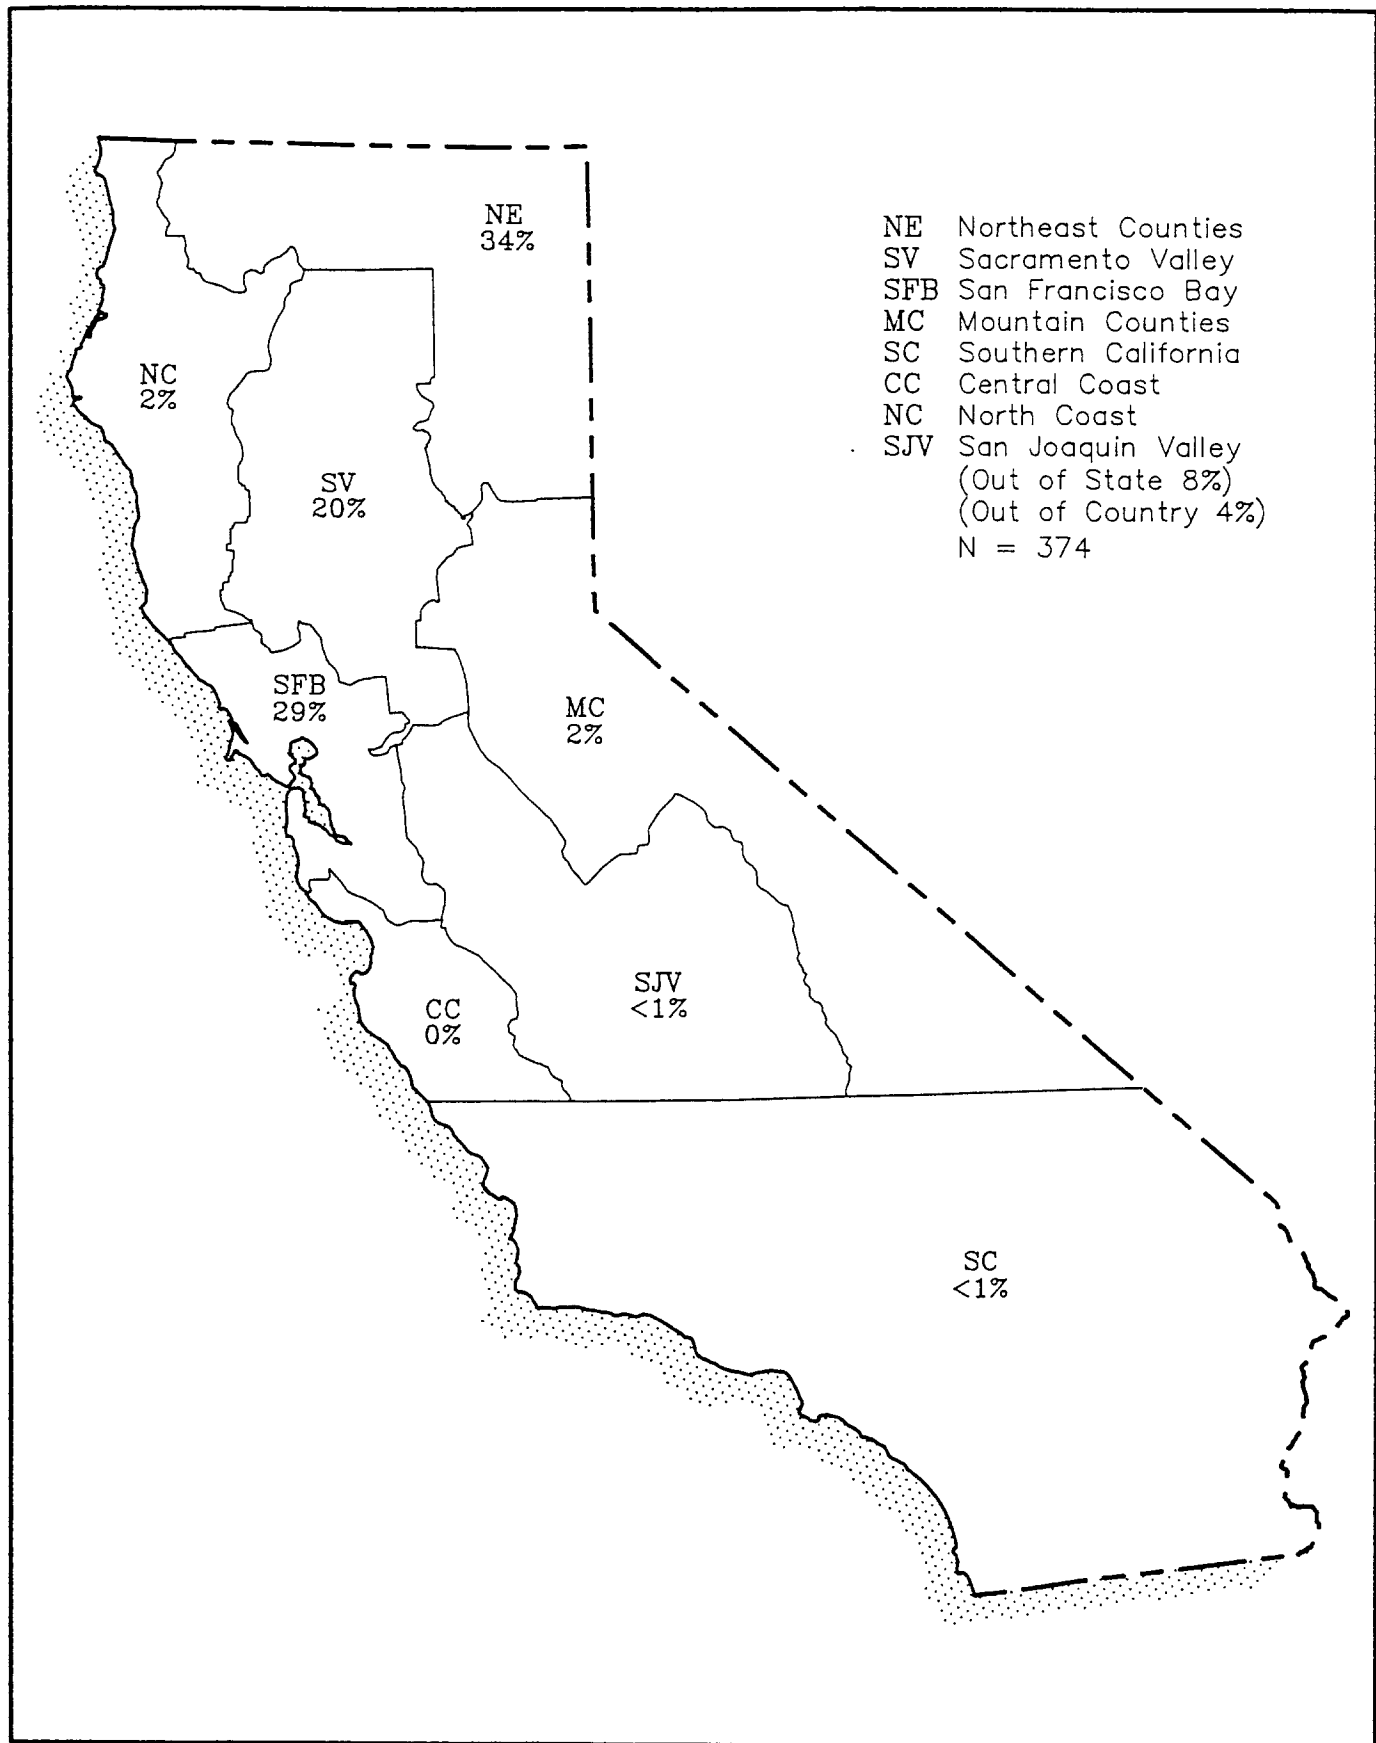 NE
34%
NE Northeast Counties
SV Sacramento Valley
SFB San Francisco Bay
MC Mountain Counties
SC Southern California
CC Central Coast
NC North Coast
SJV San Joaquin Valley
(Out of State 8%)
(Out of Country 4%)
N = 374
NC
2%
SV
20%
SFB
29%
MC
2%
SJV
<1%
CC
0%
SC
<1%